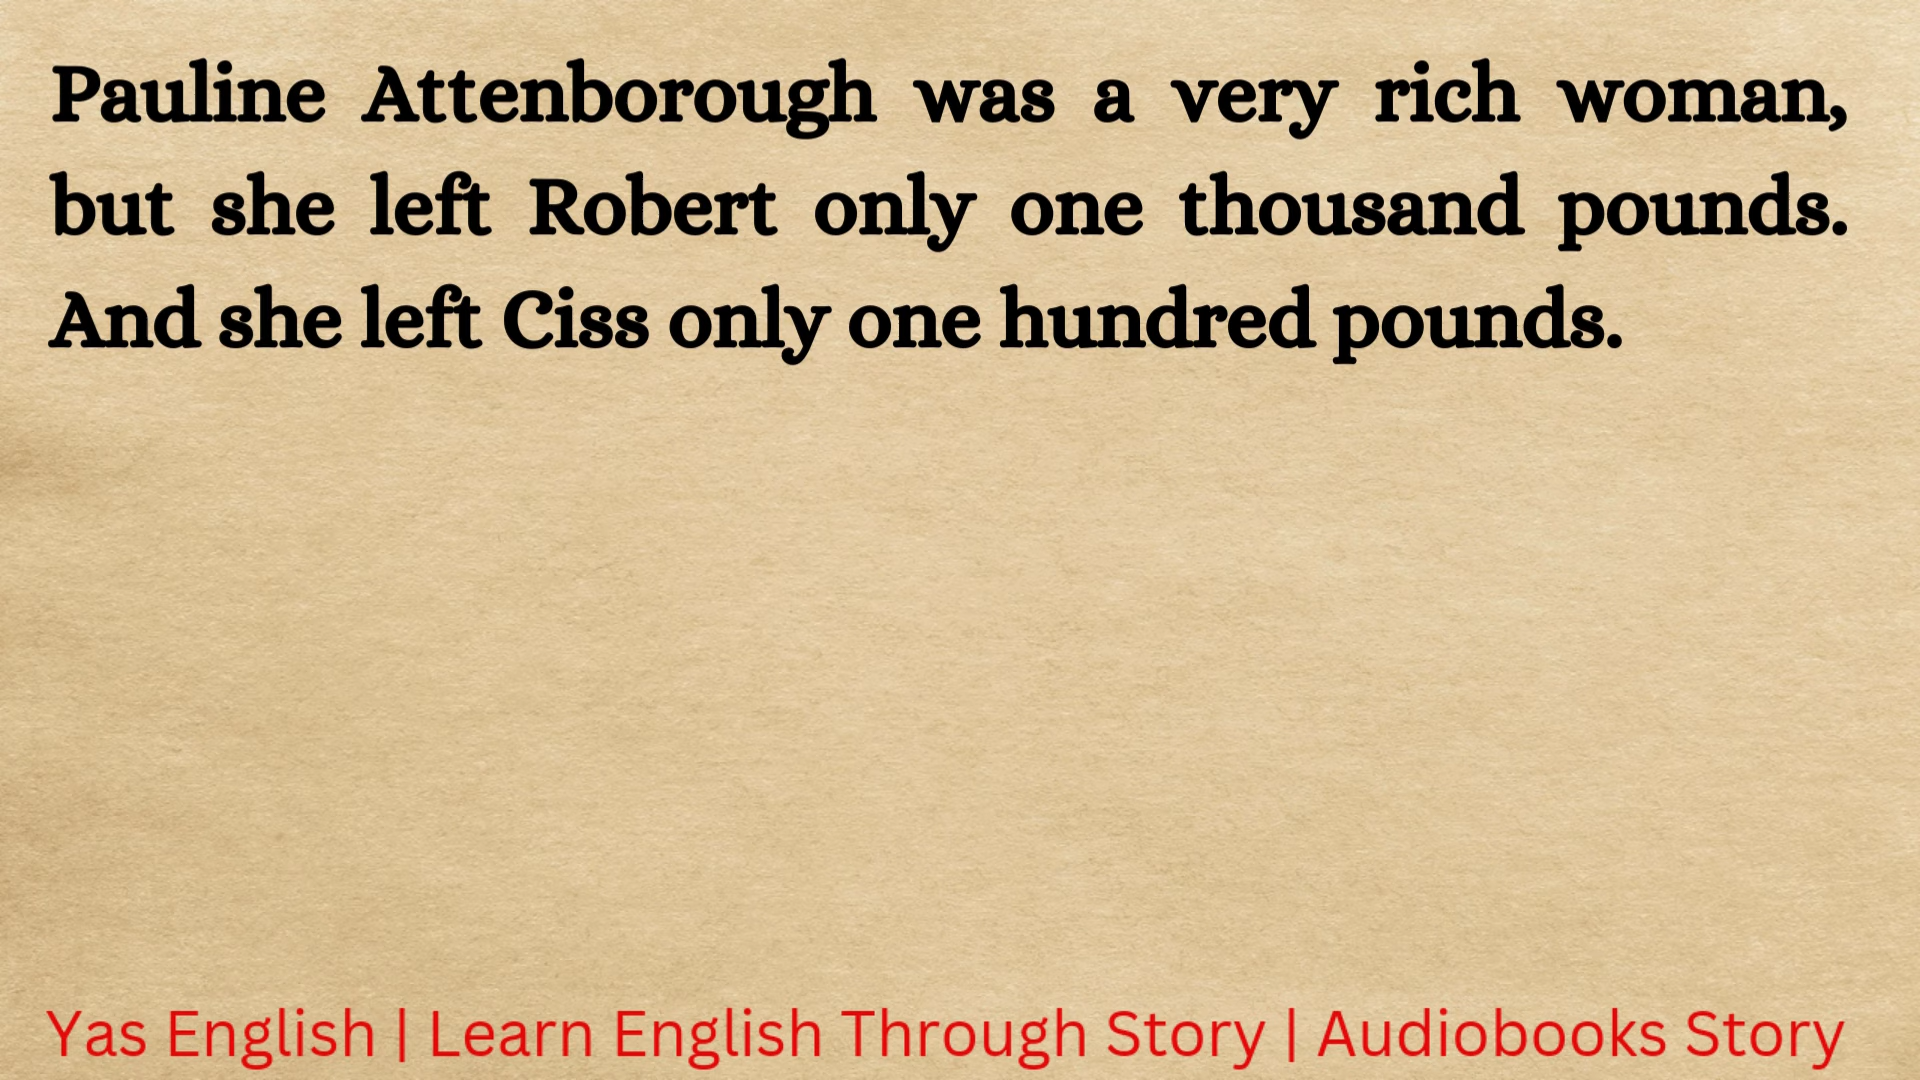 Pauline Attenborough was a very rich woman,
but she left Robert only one thousand pounds.
And she left Ciss only one hundred pounds.
Yas English | Learn English Through Story | Audiobooks Story